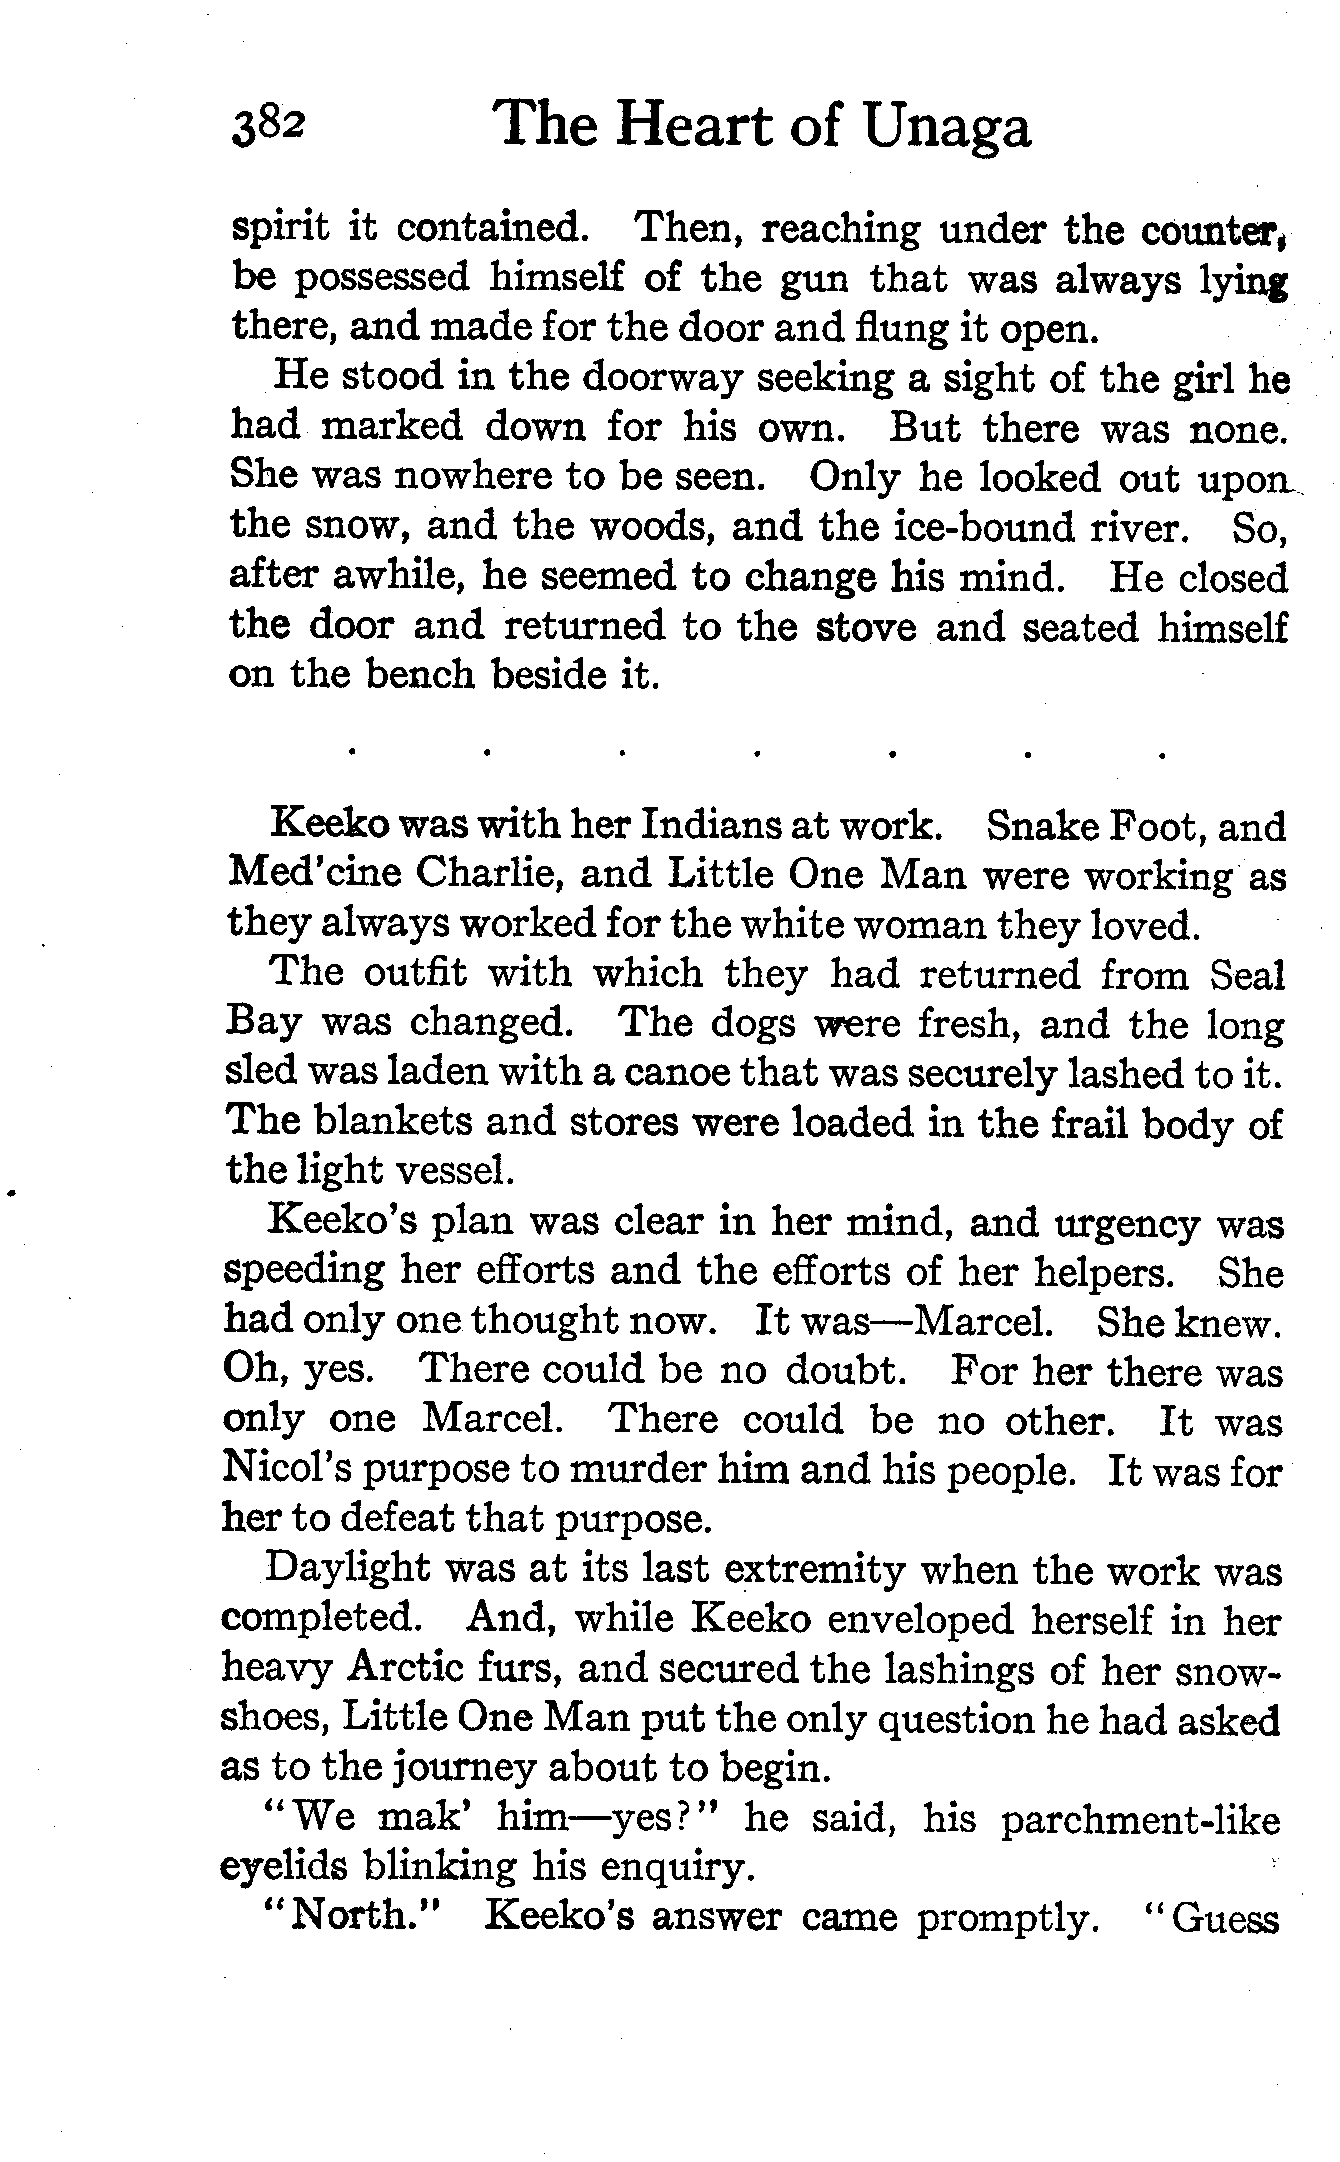 382 The Heart of Unaga
spirit it contained. Then, reaching under the counter,
be possessed himself of the gun that was always lying
there, and made for the door and flung it open.
He stood in the doorway seeking a sight of the girl he
had marked down for his own. But there was none.
She was nowhere to be seen. Only he looked out upon
the snow, and the woods, and the ice-bound river. So,
after awhile, he seemed to change his mind. He closed
the door and returned to the stove and seated himself
on the bench beside it.
. . . . . . .
Keeko was with her Indians at work. Snake Foot, and
Med'cine Charlie, and Little One Man were working as
they always worked for the white woman they loved.
The outfit with which they had returned from Seal
Bay was changed. The dogs were fresh, and the long
sled was laden with a canoe that was securely lashed to it.
The blankets and stores were loaded in the frail body of
the light vessel.
Keeko's plan was clear in her mind, and urgency was
speeding her efforts and the efforts of her helpers. She
had only one thought now. It was—Marcel. She knew.
Oh, yes. There could be no doubt. For her there was
only one Marcel. There could be no other. It was
Nicol's purpose to murder him and his people. It was for
her to defeat that purpose.
Daylight was at its last extremity when the work was
completed. And, while Keeko enveloped herself in her
heavy Arctic furs, and secured the lashings of her snow-
shoes, Little One Man put the only question he had asked
as to the journey about to begin.
"We mak' him—yes?" he said, his parchment-like
eyelids blinking his enquiry.
"North." Keeko's answer came promptly. "Guess